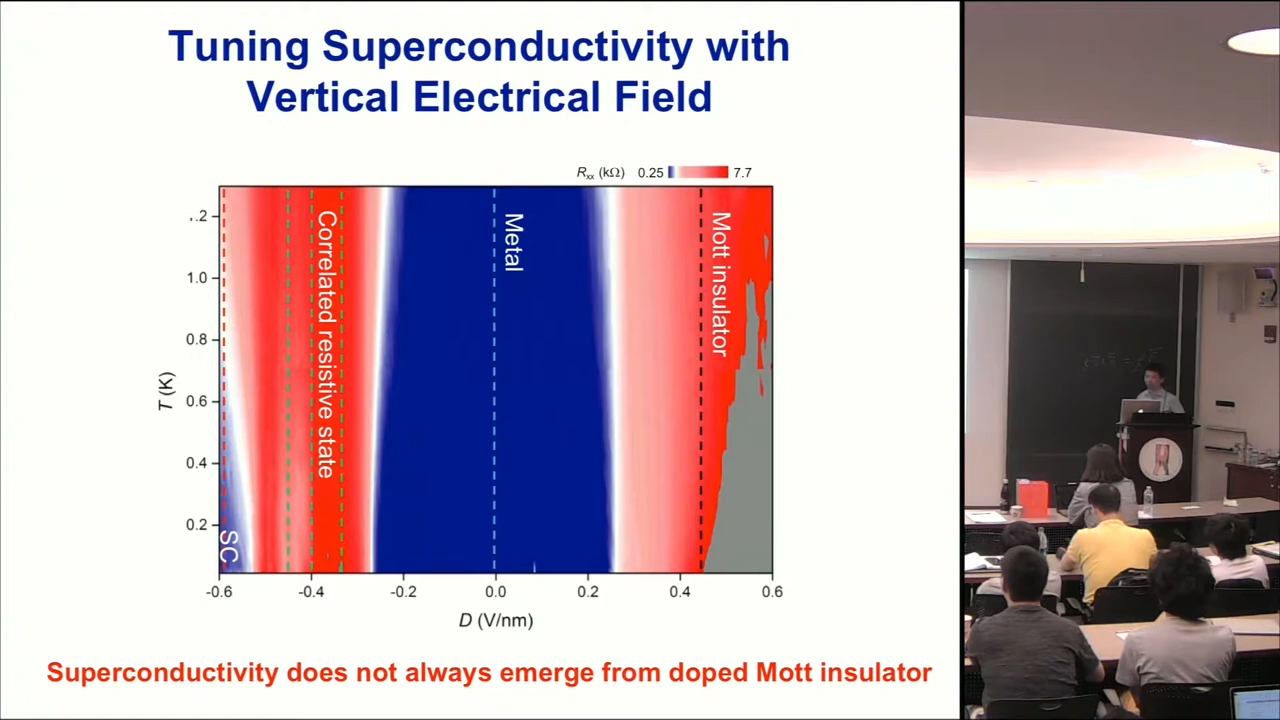 Tuning Superconductivity with
Vertical Electrical Field
Rxx (kΩ) 0.25 7.7
.2
1.0
0.8
0.6
0.4
0.2
T (K)
SC
Correlated resistive state
Metal
Mott insulator
-0.6 -0.4 -0.2 0.0 0.2 0.4 0.6
D (V/nm)
Superconductivity does not always emerge from doped Mott insulator